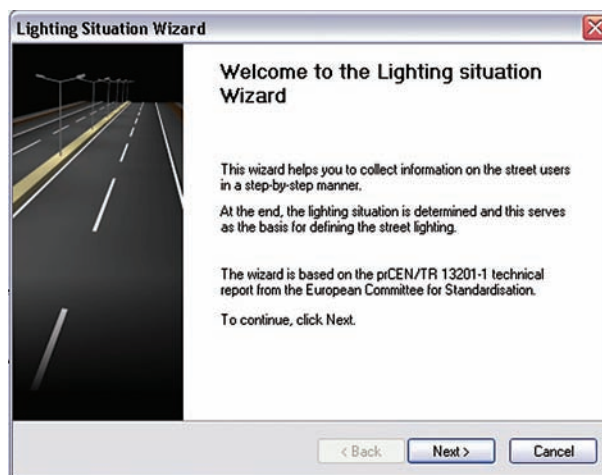 Lighting Situation Wizard
Welcome to the Lighting situation
Wizard
This wizard helps you to collect information on the street users
in a step-by-step manner.
At the end, the lighting situation is determined and this serves
as the basis for defining the street lighting.
The wizard is based on the prCEN/TR 13201-1 technical
report from the European Committee for Standardisation.
To continue, click Next.
< Back
Next >
Cancel